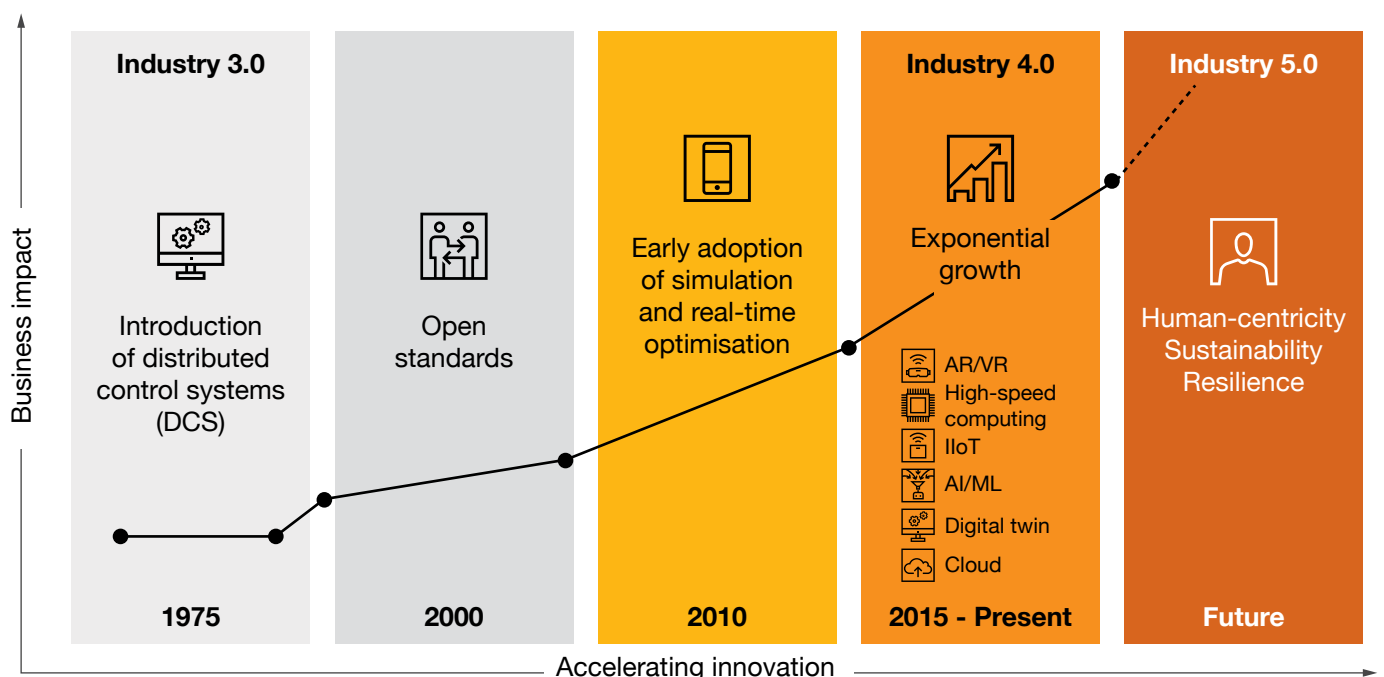 Business impact
Industry 3.0
Introduction
of distributed
control systems
(DCS)
1975
Open
standards
2000
Early adoption
of simulation
and real-time
optimisation
2010
Industry 4.0
Exponential
growth
AR/VR
High-speed
computing
IIoT
AI/ML
Digital twin
Cloud
2015 - Present
Industry 5.0
Human-centricity
Sustainability
Resilience
Future
Accelerating innovation